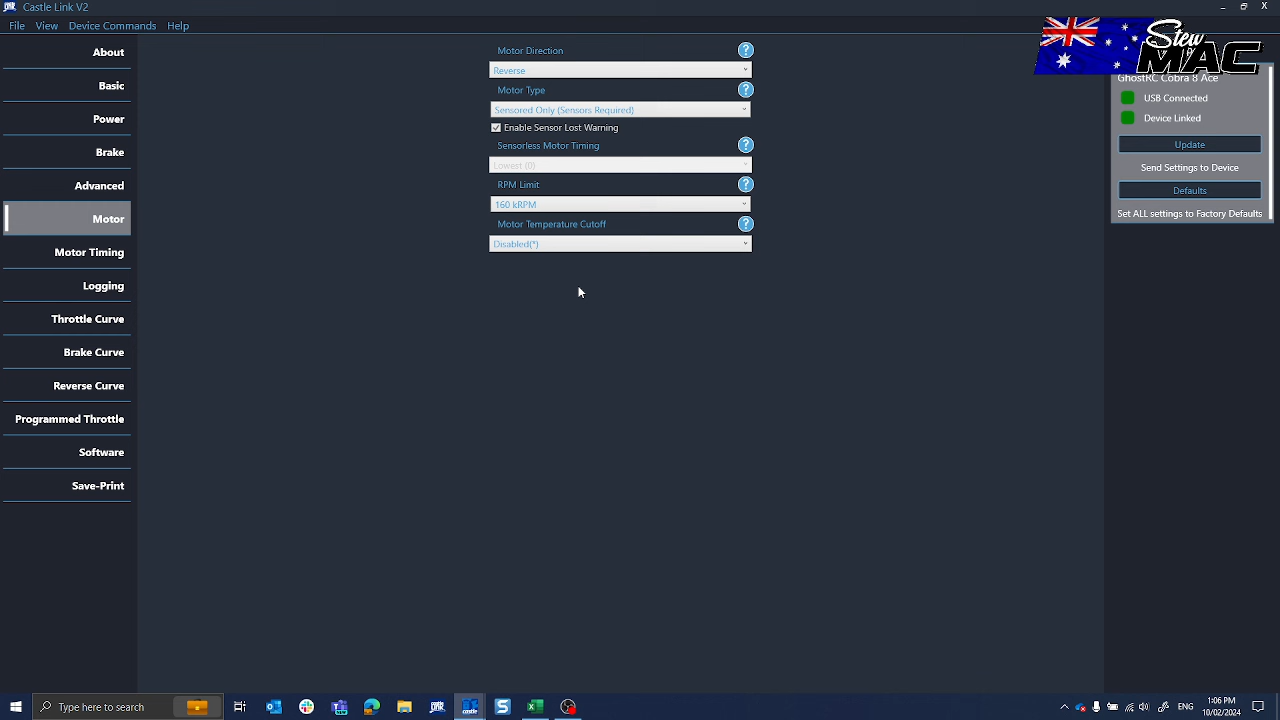 Castle Link V2
File View Device Commands Help
Stew
MAC
About
Basic
Power
Brake
Advanced
Motor
Motor Timing
Logging
Throttle Curve
Brake Curve
Reverse Curve
Programmed Throttle
Software
Save-Print
Motor Direction
Reverse
Motor Type
Sensored Only (Sensors Required)
Enable Sensor Lost Warning
Sensorless Motor Timing
Lowest (0)
RPM Limit
160 kRPM
Motor Temperature Cutoff
Disabled(*)
GhostRC Cobra 8 Ace
USB Connected
Device Linked
Update
Send Settings to Device
Defaults
Set ALL settings to Factory Defaults
Type here to search
ENG
1:06 PM
10/02/2024